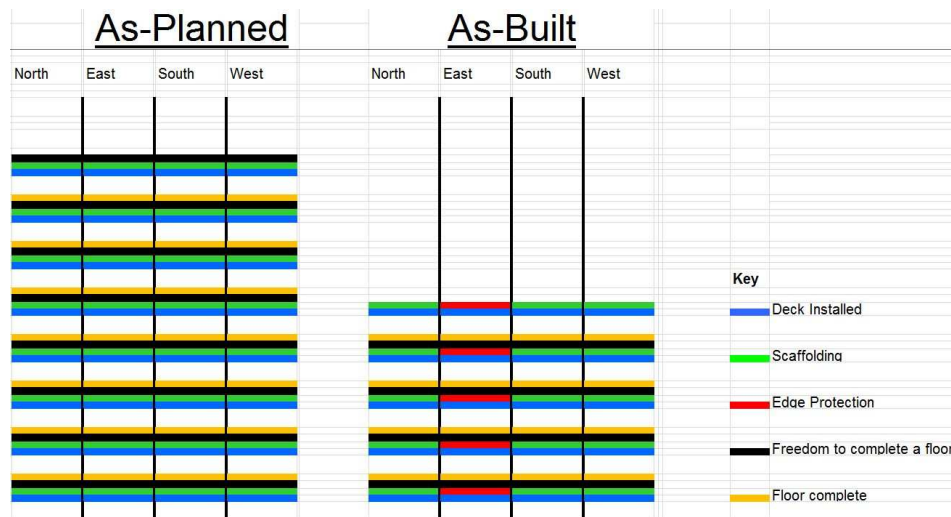 As-Planned As-Built
North East South West North East South West
Key
Deck Installed
Scaffolding
Edge Protection
Freedom to complete a floor
Floor complete